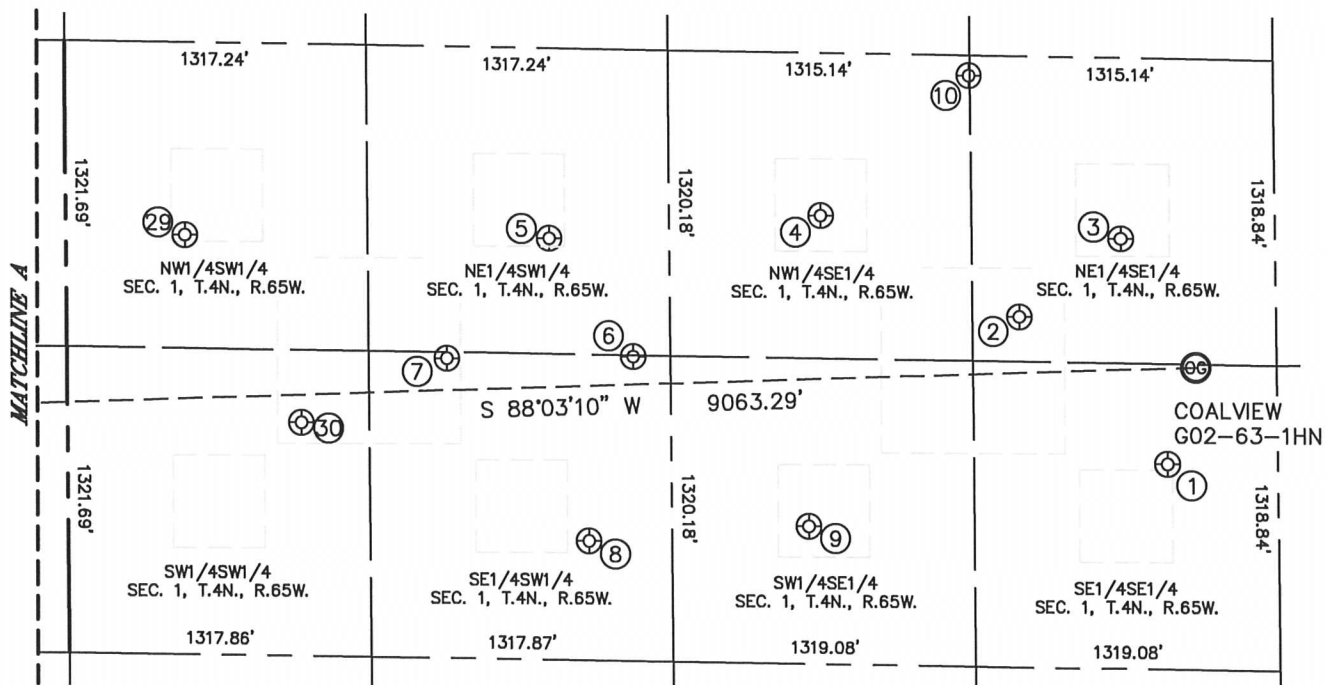 1317.24'
1317.24'
1315.14'
1315.14'
10
1321.69'
1320.18'
1318.84'
29
5
4
3
NW1/4SW1/4
SEC. 1, T.4N., R.65W.
NE1/4SW1/4
SEC. 1, T.4N., R.65W.
NW1/4SE1/4
SEC. 1, T.4N., R.65W.
NE1/4SE1/4
SEC. 1, T.4N., R.65W.
MATCHLINE A
2
6
7
OG
S 88°03'10" W 9063.29'
COALVIEW
G02-63-1HN
30
1
1321.69'
1320.18'
1318.84'
8
9
SW1/4SW1/4
SEC. 1, T.4N., R.65W.
SE1/4SW1/4
SEC. 1, T.4N., R.65W.
SW1/4SE1/4
SEC. 1, T.4N., R.65W.
SE1/4SE1/4
SEC. 1, T.4N., R.65W.
1317.86'
1317.87'
1319.08'
1319.08'